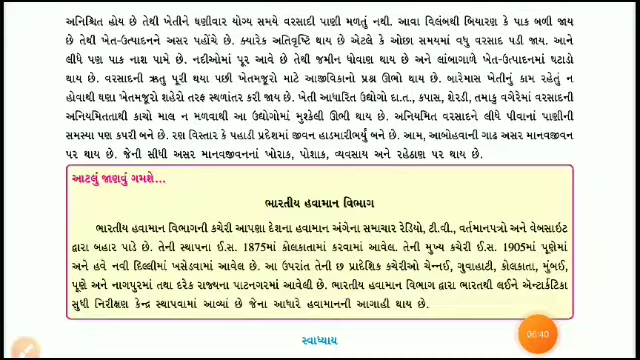 અનિશ્ચિત હોય છે તેથી ખેતીને ઘણીવાર યોગ્ય સમયે વરસાદી પાણી મળતું નથી. આવા વિલંબથી બિયારણ કે પાક બળી જાય
છે તેથી ખેત-ઉત્પાદનને અસર પહોંચે છે. ક્યારેક અતિવૃષ્ટિ થાય છે એટલે કે ઓછા સમયમાં વધુ વરસાદ પડી જાય. આને
લીધે પણ પાક નાશ પામે છે. નદીઓમાં પૂર આવે છે તેથી જમીન ધોવાણ થાય છે અને લાંબાગાળે ખેત-ઉત્પાદનમાં ઘટાડો
થાય છે. વરસાદની ઋતુ પૂરી થયા પછી ખેતમજૂરો માટે આજીવિકાનો પ્રશ્ન ઊભો થાય છે. બારેમાસ ખેતીનું કામ રહેતું ન
હોવાથી ઘણા ખેતમજૂરો શહેરો તરફ સ્થળાંતર કરી જાય છે. ખેતી આધારિત ઉદ્યોગો દા.ત., કપાસ, શેરડી, તમાકુ વગેરેમાં વરસાદની
અનિયમિતતાથી કાચો માલ ન મળવાથી આ ઉદ્યોગોમાં મુશ્કેલી ઊભી થાય છે. અનિયમિત વરસાદને લીધે પીવાનાં પાણીની
સમસ્યા પણ કપરી બને છે. રણ વિસ્તાર કે પહાડી પ્રદેશમાં જીવન હાડમારીભર્યું બને છે. આમ, આબોહવાની ગાઢ અસર માનવજીવન
પર થાય છે. જેની સીધી અસર માનવજીવનનાં ખોરાક, પોશાક, વ્યવસાય અને રહેઠાણ પર થાય છે.
આટલું જાણવું ગમશે...
ભારતીય હવામાન વિભાગ
ભારતીય હવામાન વિભાગની કચેરી આપણા દેશના હવામાન અંગેના સમાચાર રેડિયો, ટી.વી., વર્તમાનપત્રો અને વેબસાઇટ
દ્વારા બહાર પાડે છે. તેની સ્થાપના ઈ.સ. 1875માં કોલકાતામાં કરવામાં આવેલ. તેની મુખ્ય કચેરી ઈ.સ. 1905માં પૂણેમાં
અને હવે નવી દિલ્લીમાં ખસેડવામાં આવેલ છે. આ ઉપરાંત તેની છ પ્રાદેશિક કચેરીઓ ચેન્નઈ, ગુવાહાટી, કોલકાતા, મુંબઈ,
પૂણે અને નાગપુરમાં તથા દરેક રાજ્યના પાટનગરમાં આવેલી છે. ભારતીય હવામાન વિભાગ દ્વારા ભારતથી લઈને ઍન્ટાર્કટિકા
સુધી નિરીક્ષણ કેન્દ્ર સ્થાપવામાં આવ્યાં છે જેના આધારે હવામાનની આગાહી થાય છે.
06:40
સ્વાધ્યાય